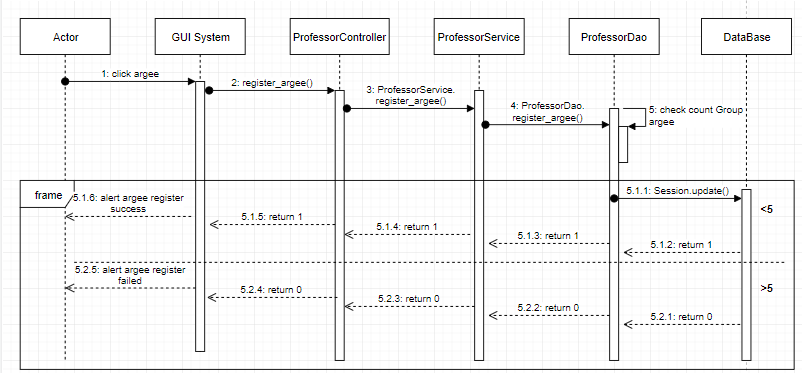 Actor
GUI System
ProfessorController
ProfessorService
ProfessorDao
DataBase
1: click argee
2: register_argee()
3: ProfessorService.
register_argee()
4: ProfessorDao.
register_argee()
5: check count Group
argee
frame
5.1.6: alert argee register
success
5.1.5: return 1
5.1.4: return 1
5.1.3: return 1
5.1.1: Session.update()
5.1.2: return 1
<5
5.2.5: alert argee register
failed
5.2.4: return 0
5.2.3: return 0
5.2.2: return 0
5.2.1: return 0
>5